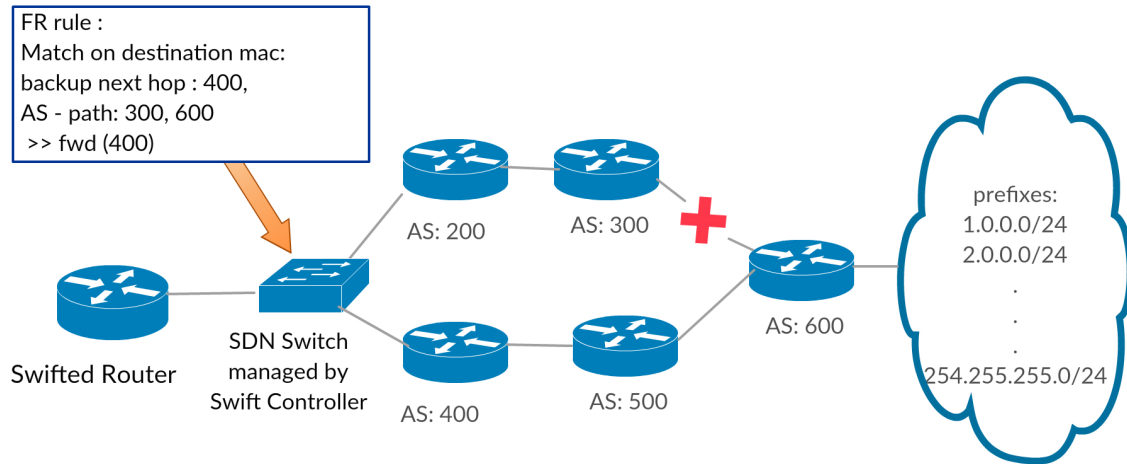 FR rule :
Match on destination mac:
backup next hop : 400,
AS - path: 300, 600
>> fwd (400)
AS: 200
AS: 300
prefixes:
1.0.0.0/24
2.0.0.0/24
.
.
.
254.255.255.0/24
AS: 600
Swifted Router
SDN Switch
managed by
Swift Controller
AS: 400
AS: 500